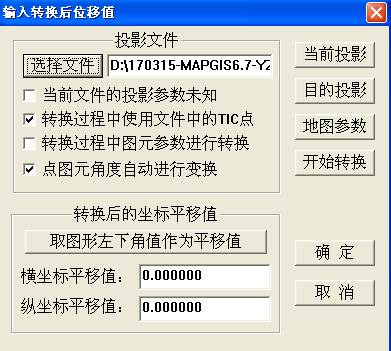 输入转换后位移值
投影文件
选择文件 D:\170315-MAPGIS6.7-YZ
当前投影
当前文件的投影参数未知
目的投影
转换过程中使用文件中的TIC点
地图参数
转换过程中图元参数进行转换
开始转换
点图元角度自动进行变换
转换后的坐标平移值
取图形左下角值作为平移值
确 定
横坐标平移值： 0.000000
取 消
纵坐标平移值： 0.000000